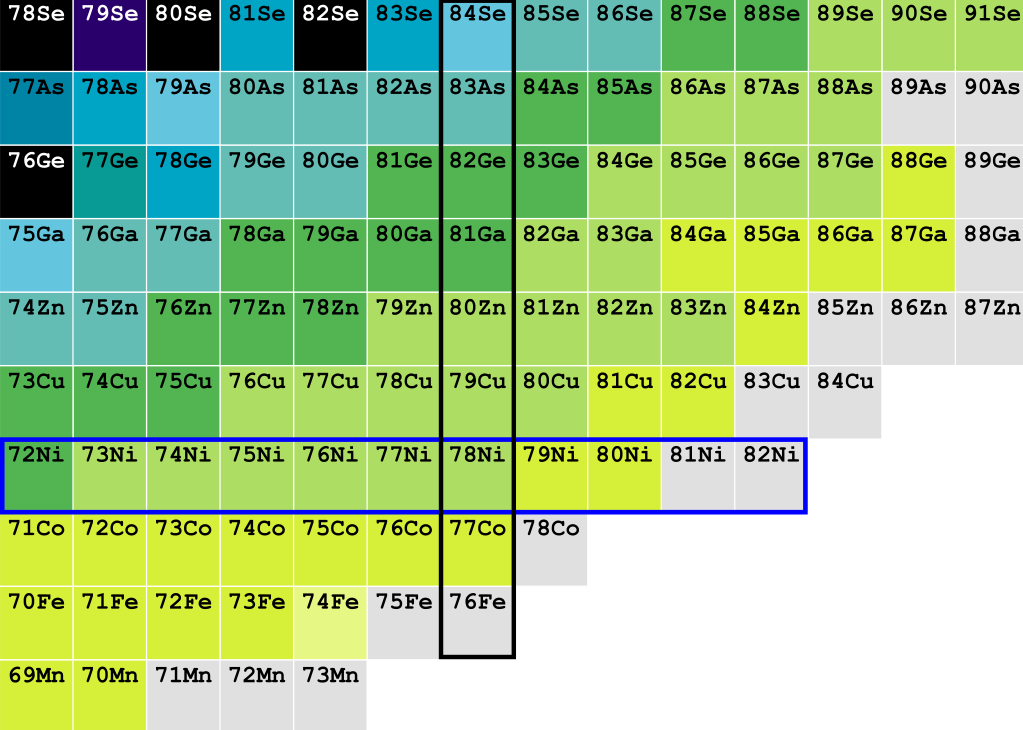 78Se 79Se 80Se 81Se 82Se 83Se 84Se 85Se 86Se 87Se 88Se 89Se 90Se 91Se
77As 78As 79As 80As 81As 82As 83As 84As 85As 86As 87As 88As 89As 90As
76Ge 77Ge 78Ge 79Ge 80Ge 81Ge 82Ge 83Ge 84Ge 85Ge 86Ge 87Ge 88Ge 89Ge
75Ga 76Ga 77Ga 78Ga 79Ga 80Ga 81Ga 82Ga 83Ga 84Ga 85Ga 86Ga 87Ga 88Ga
74Zn 75Zn 76Zn 77Zn 78Zn 79Zn 80Zn 81Zn 82Zn 83Zn 84Zn 85Zn 86Zn 87Zn
73Cu 74Cu 75Cu 76Cu 77Cu 78Cu 79Cu 80Cu 81Cu 82Cu 83Cu 84Cu
72Ni 73Ni 74Ni 75Ni 76Ni 77Ni 78Ni 79Ni 80Ni 81Ni 82Ni
71Co 72Co 73Co 74Co 75Co 76Co 77Co 78Co
70Fe 71Fe 72Fe 73Fe 74Fe 75Fe 76Fe
69Mn 70Mn 71Mn 72Mn 73Mn